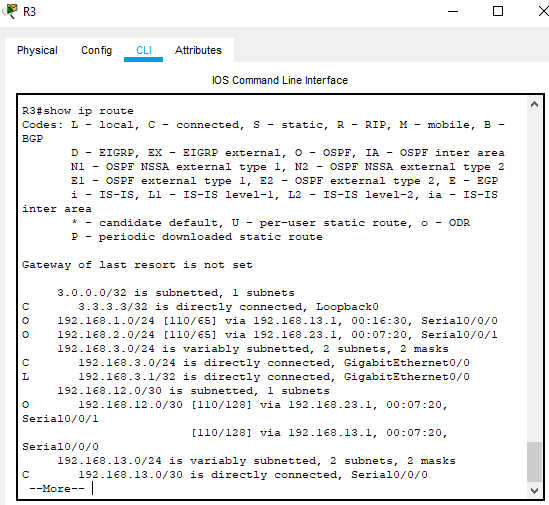 R3
Physical Config CLI Attributes
IOS Command Line Interface
R3#show ip route
Codes: L - local, C - connected, S - static, R - RIP, M - mobile, B -
BGP
D - EIGRP, EX - EIGRP external, O - OSPF, IA - OSPF inter area
N1 - OSPF NSSA external type 1, N2 - OSPF NSSA external type 2
E1 - OSPF external type 1, E2 - OSPF external type 2, E - EGP
i - IS-IS, L1 - IS-IS level-1, L2 - IS-IS level-2, ia - IS-IS
inter area
* - candidate default, U - per-user static route, o - ODR
P - periodic downloaded static route
Gateway of last resort is not set
3.0.0.0/32 is subnetted, 1 subnets
C 3.3.3.3/32 is directly connected, Loopback0
O 192.168.1.0/24 [110/65] via 192.168.13.1, 00:16:30, Serial0/0/0
O 192.168.2.0/24 [110/65] via 192.168.23.1, 00:07:20, Serial0/0/1
192.168.3.0/24 is variably subnetted, 2 subnets, 2 masks
C 192.168.3.0/24 is directly connected, GigabitEthernet0/0
L 192.168.3.1/32 is directly connected, GigabitEthernet0/0
192.168.12.0/30 is subnetted, 1 subnets
O 192.168.12.0/30 [110/128] via 192.168.23.1, 00:07:20,
Serial0/0/1
[110/128] via 192.168.13.1, 00:07:20,
Serial0/0/0
192.168.13.0/24 is variably subnetted, 2 subnets, 2 masks
C 192.168.13.0/30 is directly connected, Serial0/0/0
--More--